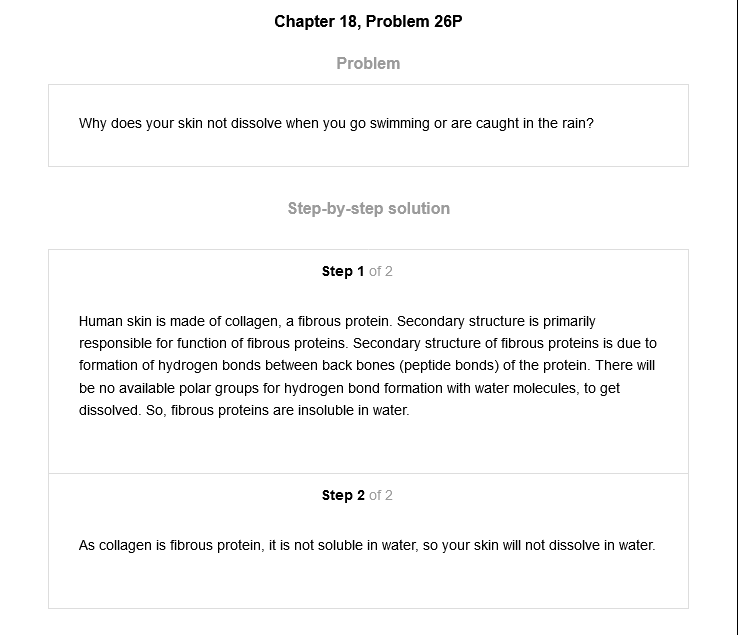 Chapter 18, Problem 26P
Problem
Why does your skin not dissolve when you go swimming or are caught in the rain?
Step-by-step solution
Step 1 of 2
Human skin is made of collagen, a fibrous protein. Secondary structure is primarily
responsible for function of fibrous proteins. Secondary structure of fibrous proteins is due to
formation of hydrogen bonds between back bones (peptide bonds) of the protein. There will
be no available polar groups for hydrogen bond formation with water molecules, to get
dissolved. So, fibrous proteins are insoluble in water.
Step 2 of 2
As collagen is fibrous protein, it is not soluble in water, so your skin will not dissolve in water.